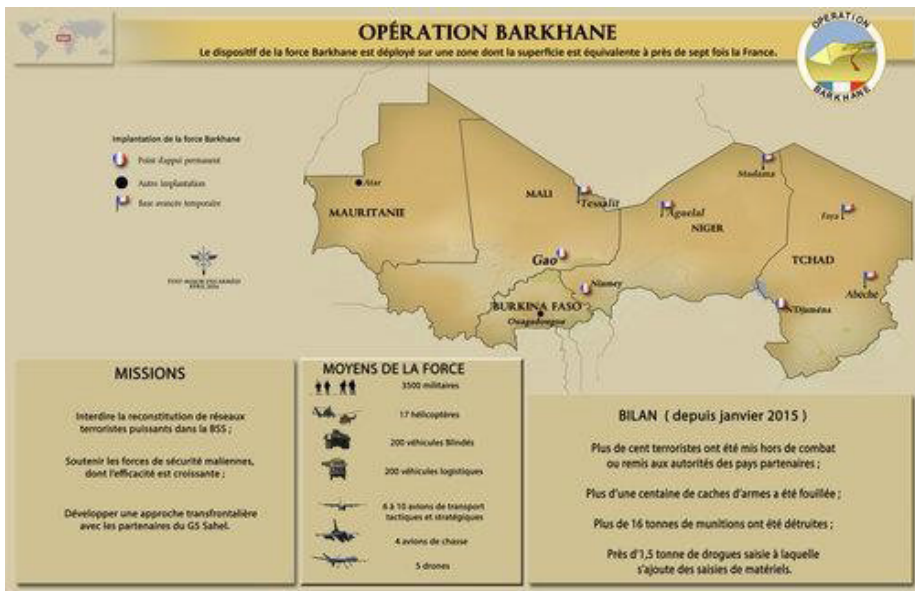 OPÉRATION BARKHANE
Le dispositif de la force Barkhane est déployé sur une zone dont la superficie est équivalente à près de sept fois la France.
OPERATION
BARKHANE
Implantation de la force Barkhane
Point d'appui permanent
Autre implantation
Base avancée temporaire
ETAT-MAJOR DES ARMÉES
AVRIL 2016
Atar
MAURITANIE
MALI
Tessalit
Gao
Aguelal
NIGER
Niamey
Madama
Faya
TCHAD
Abéché
N'Djaména
BURKINA FASO
Ouagadougou
MISSIONS
Interdire la reconstitution de réseaux
terroristes puissants dans la BSS ;
Soutenir les forces de sécurité maliennes,
dont l'efficacité est croissante ;
Développer une approche transfrontalière
avec les partenaires du G5 Sahel.
MOYENS DE LA FORCE
3500 militaires
17 hélicoptères
200 véhicules Blindés
200 véhicules logistiques
6 à 10 avions de transport
tactiques et stratégiques
4 avions de chasse
5 drones
BILAN ( depuis janvier 2015 )
Plus de cent terroristes ont été mis hors de combat
ou remis aux autorités des pays partenaires ;
Plus d'une centaine de caches d'armes a été fouillée ;
Plus de 16 tonnes de munitions ont été détruites ;
Près d'1,5 tonne de drogues saisie à laquelle
s'ajoute des saisies de matériels.